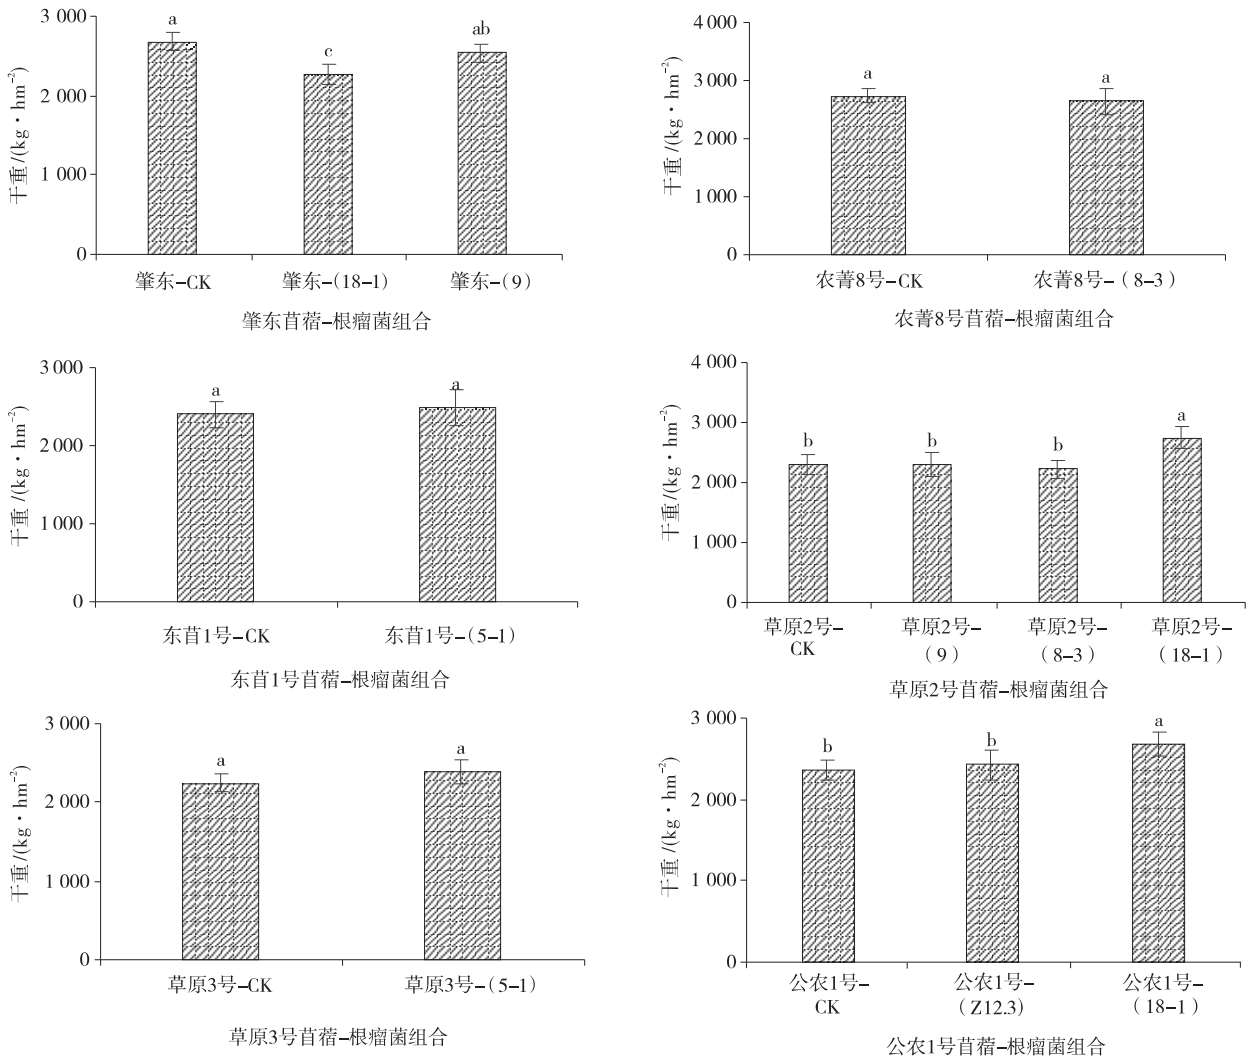 3 000
2 000
1 000
0
干重/(kg·hm⁻²)
a
c
ab
肇东-CK
肇东-(18-1)
肇东-(9)
肇东苜蓿-根瘤菌组合
4 000
3 000
2 000
1 000
0
干重/(kg·hm⁻²)
a
a
农菁8号-CK
农菁8号-(8-3)
农菁8号苜蓿-根瘤菌组合
3 000
2 000
1 000
0
干重/(kg·hm⁻²)
a
a
东苜1号-CK
东苜1号-(5-1)
东苜1号苜蓿-根瘤菌组合
4 000
3 000
2 000
1 000
0
干重/(kg·hm⁻²)
b
b
b
a
草原2号-
CK
草原2号-
(9)
草原2号-
(8-3)
草原2号-
(18-1)
草原2号苜蓿-根瘤菌组合
3 000
2 000
1 000
0
干重/(kg·hm⁻²)
a
a
草原3号-CK
草原3号-(5-1)
草原3号苜蓿-根瘤菌组合
3 000
2 000
1 000
0
干重/(kg·hm⁻²)
b
b
a
公农1号-
CK
公农1号-
(Z12.3)
公农1号-
(18-1)
公农1号苜蓿-根瘤菌组合